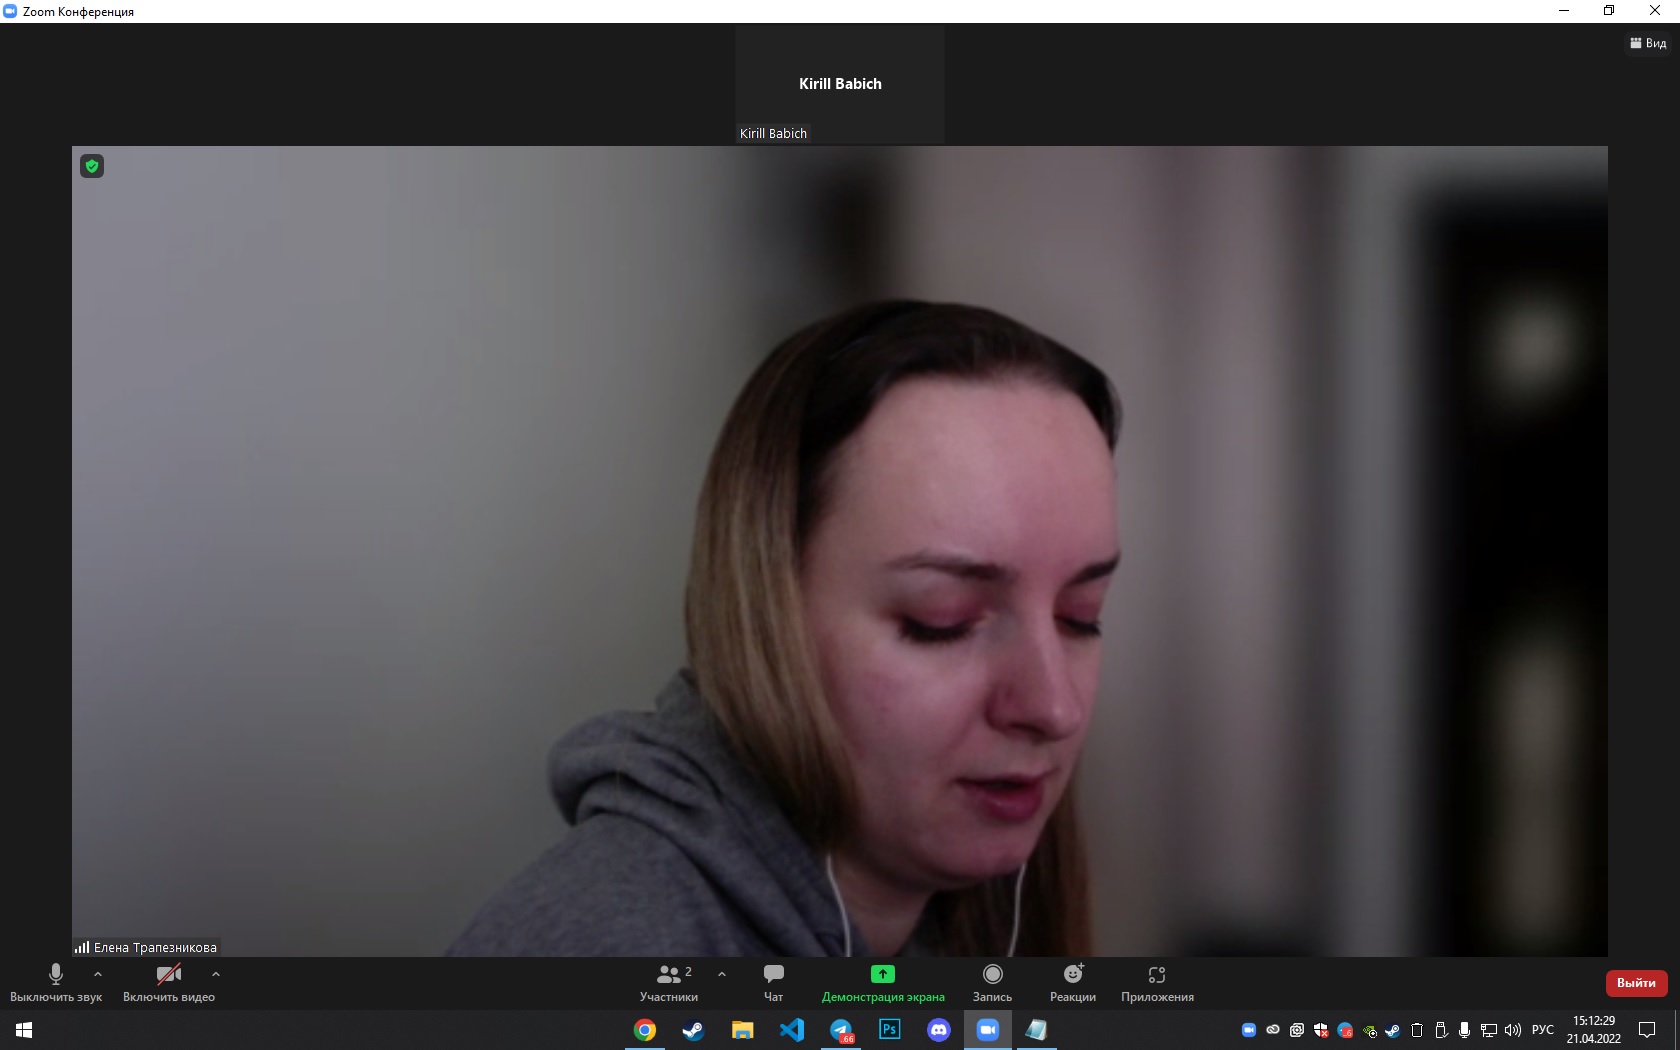 Zoom Конференция
Вид
Kirill Babich
Kirill Babich
Елена Трапезникова
2
Выключить звук
Включить видео
Участники
Чат
Демонстрация экрана
Запись
Реакции
Приложения
Выйти
66
Ps
РУС
15:12:29
21.04.2022